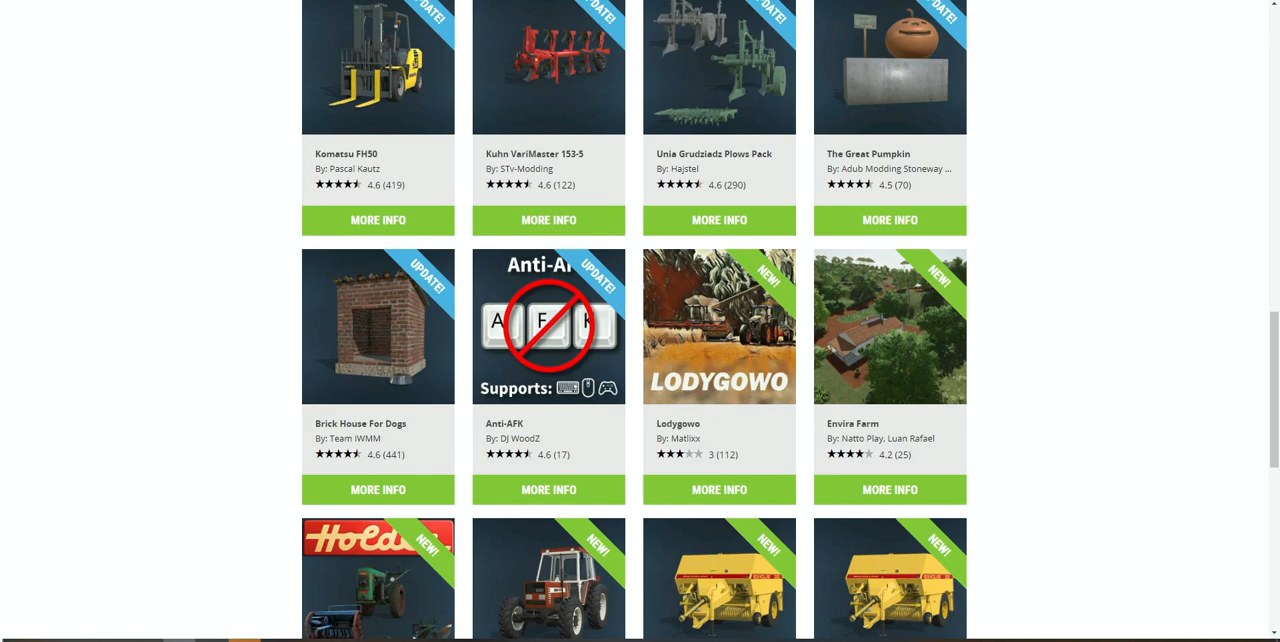 UPDATE!
UPDATE!
UPDATE!
UPDATE!
Komatsu FH50
By: Pascal Kautz
4.6 (419)
MORE INFO
Kuhn VariMaster 153-5
By: STv-Modding
4.6 (122)
MORE INFO
Unia Grudziadz Plows Pack
By: Hajstel
4.6 (290)
MORE INFO
The Great Pumpkin
By: Adub Modding Stoneway ...
4.5 (70)
MORE INFO
UPDATE!
Brick House For Dogs
By: Team IWMM
4.6 (441)
MORE INFO
UPDATE!
Anti-AF
A F K
Supports:
Anti-AFK
By: DJ WoodZ
4.6 (17)
MORE INFO
NEW!
LODYGOWO
Lodygowo
By: Matlixx
3 (112)
MORE INFO
NEW!
Envira Farm
By: Natto Play, Luan Rafael
4.2 (25)
MORE INFO
Holder
NEW!
NEW!
NEW!
NEW!